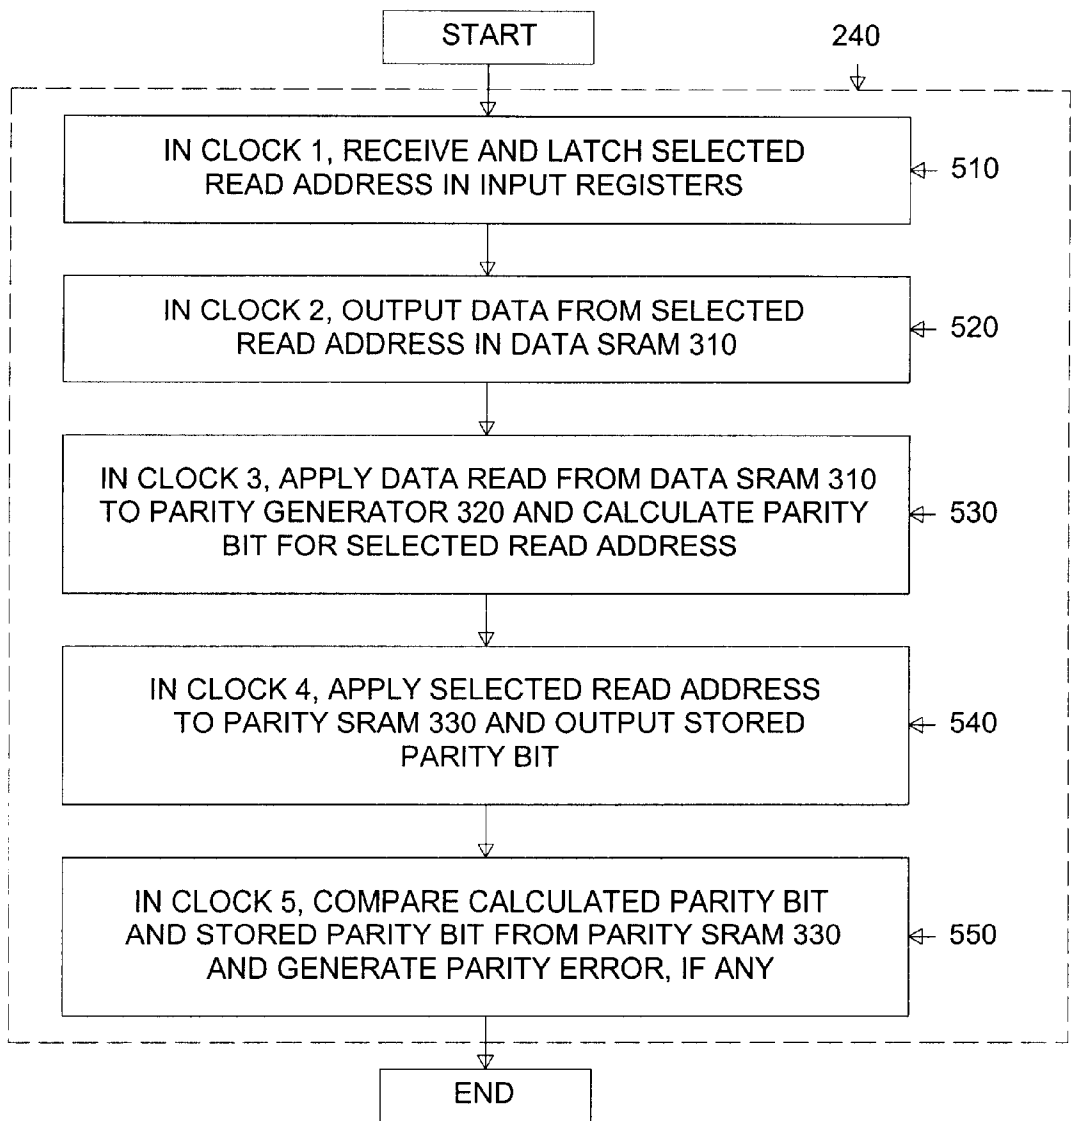 START
240
IN CLOCK 1, RECEIVE AND LATCH SELECTED
READ ADDRESS IN INPUT REGISTERS
510
IN CLOCK 2, OUTPUT DATA FROM SELECTED
READ ADDRESS IN DATA SRAM 310
520
IN CLOCK 3, APPLY DATA READ FROM DATA SRAM 310
TO PARITY GENERATOR 320 AND CALCULATE PARITY
BIT FOR SELECTED READ ADDRESS
530
IN CLOCK 4, APPLY SELECTED READ ADDRESS
TO PARITY SRAM 330 AND OUTPUT STORED
PARITY BIT
540
IN CLOCK 5, COMPARE CALCULATED PARITY BIT
AND STORED PARITY BIT FROM PARITY SRAM 330
AND GENERATE PARITY ERROR, IF ANY
550
END